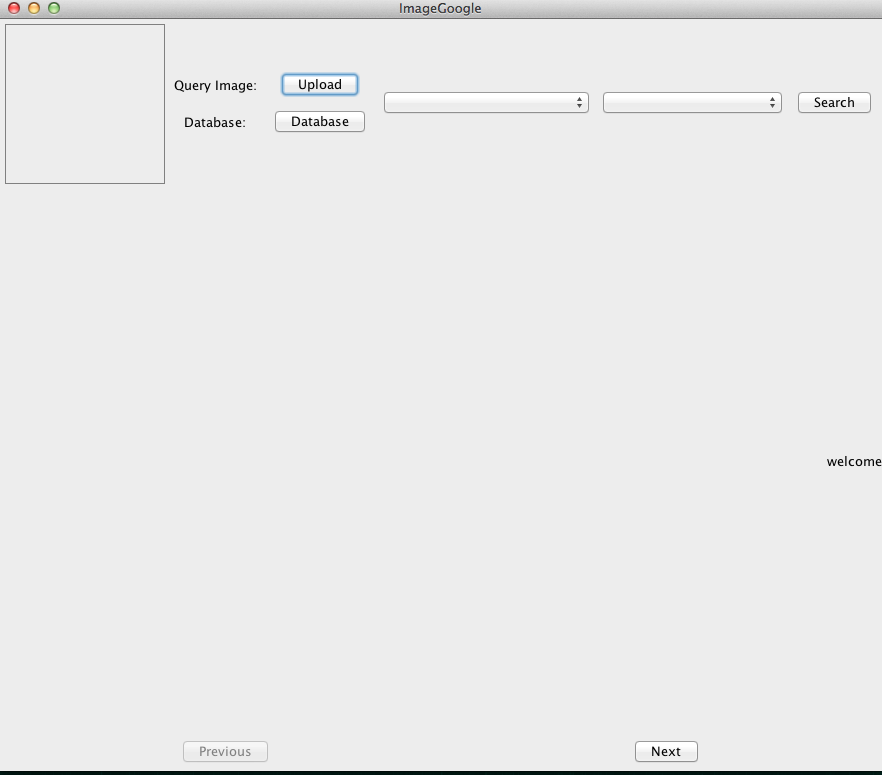 ImageGoogle
Query Image:
Upload
Search
Database:
Database
welcome
Previous
Next